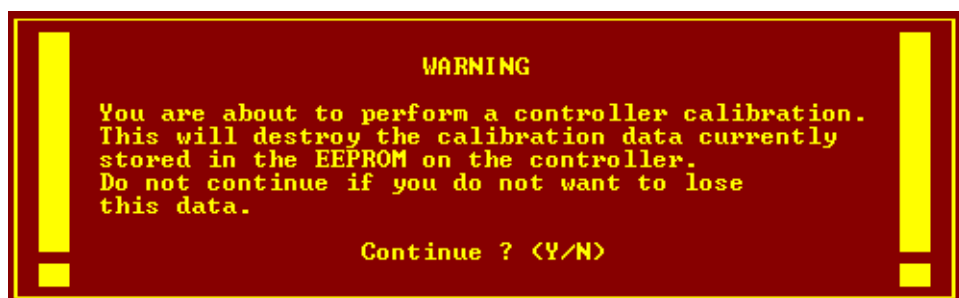 WARNING
You are about to perform a controller calibration.
This will destroy the calibration data currently
stored in the EEPROM on the controller.
Do not continue if you do not want to lose
this data.
Continue ? (Y/N)